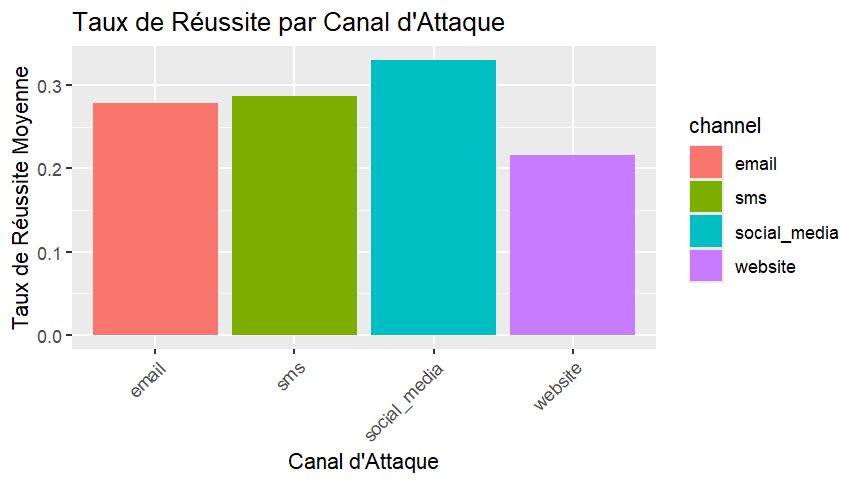 Taux de Réussite par Canal d'Attaque
Taux de Réussite Moyenne
0.3
0.2
0.1
0.0
email
sms
social_media
website
Canal d'Attaque
channel
email
sms
social_media
website